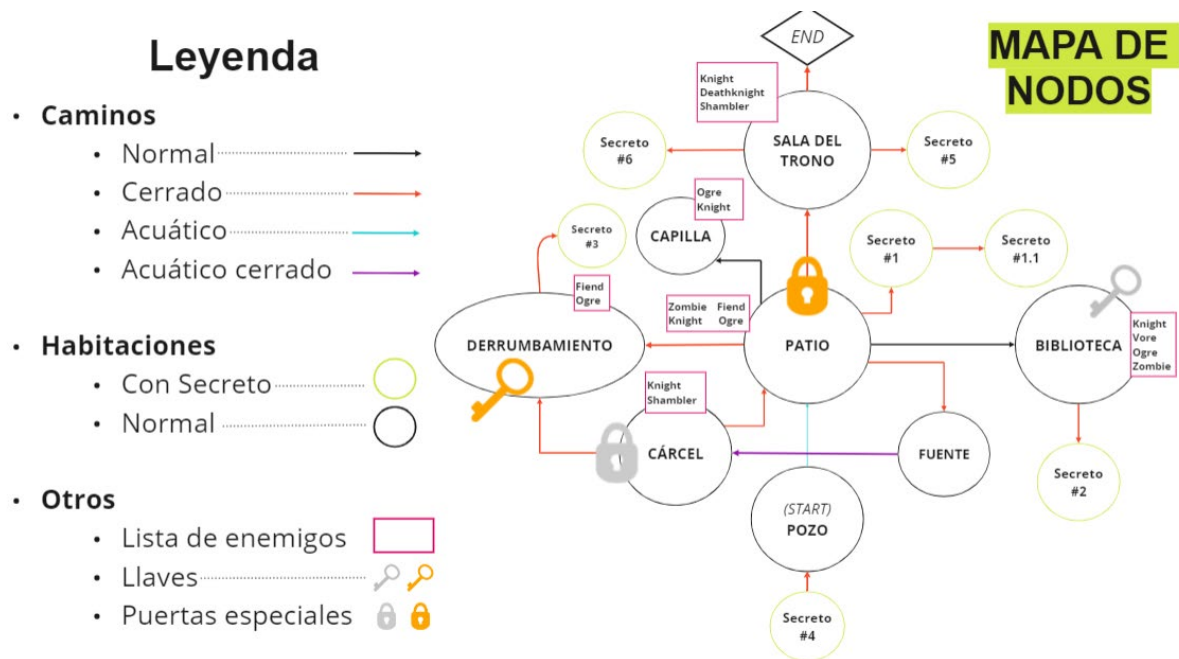 Leyenda
• Caminos
• Normal
• Cerrado
• Acuático
• Acuático cerrado
• Habitaciones
• Con Secreto
• Normal
• Otros
• Lista de enemigos
• Llaves
• Puertas especiales
MAPA DE
NODOS
END
Knight
Deathknight
Shambler
SALA DEL
TRONO
Secreto
#6
Secreto
#5
Ogre
Knight
CAPILLA
Secreto
#3
Secreto
#1
Secreto
#1.1
Fiend
Ogre
DERRUMBAMIENTO
Zombie Fiend
Knight Ogre
PATIO
BIBLIOTECA
Knight
Vore
Ogre
Zombie
Knight
Shambler
CÁRCEL
FUENTE
Secreto
#2
(START)
POZO
Secreto
#4